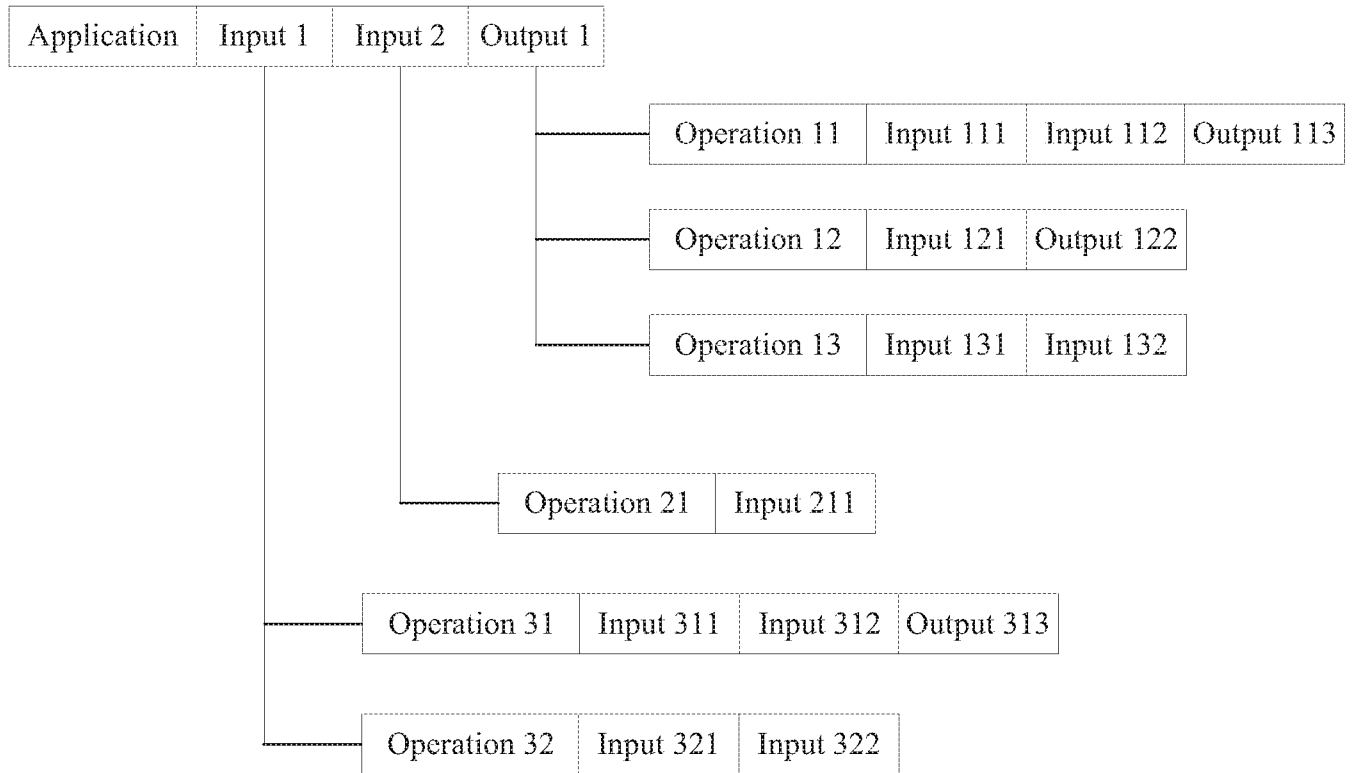 Application Input 1 Input 2 Output 1
Operation 11 Input 111 Input 112 Output 113
Operation 12 Input 121 Output 122
Operation 13 Input 131 Input 132
Operation 21 Input 211
Operation 31 Input 311 Input 312 Output 313
Operation 32 Input 321 Input 322